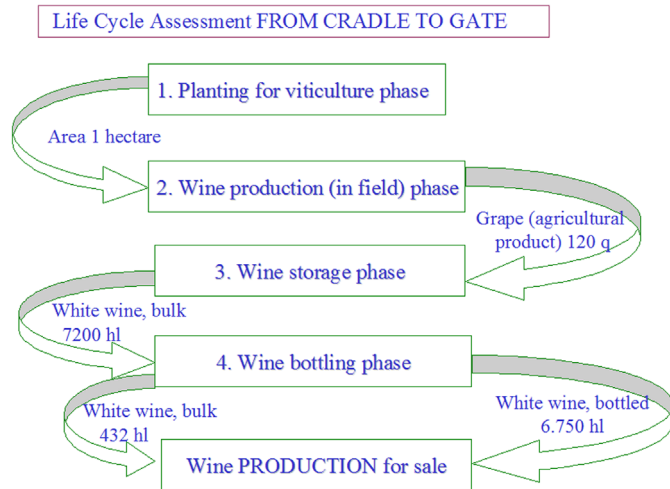 Life Cycle Assessment FROM CRADLE TO GATE
1. Planting for viticulture phase
Area 1 hectare
2. Wine production (in field) phase
Grape (agricultural
product) 120 q
3. Wine storage phase
White wine, bulk
7200 hl
4. Wine bottling phase
White wine, bulk
432 hl
White wine, bottled
6.750 hl
Wine PRODUCTION for sale